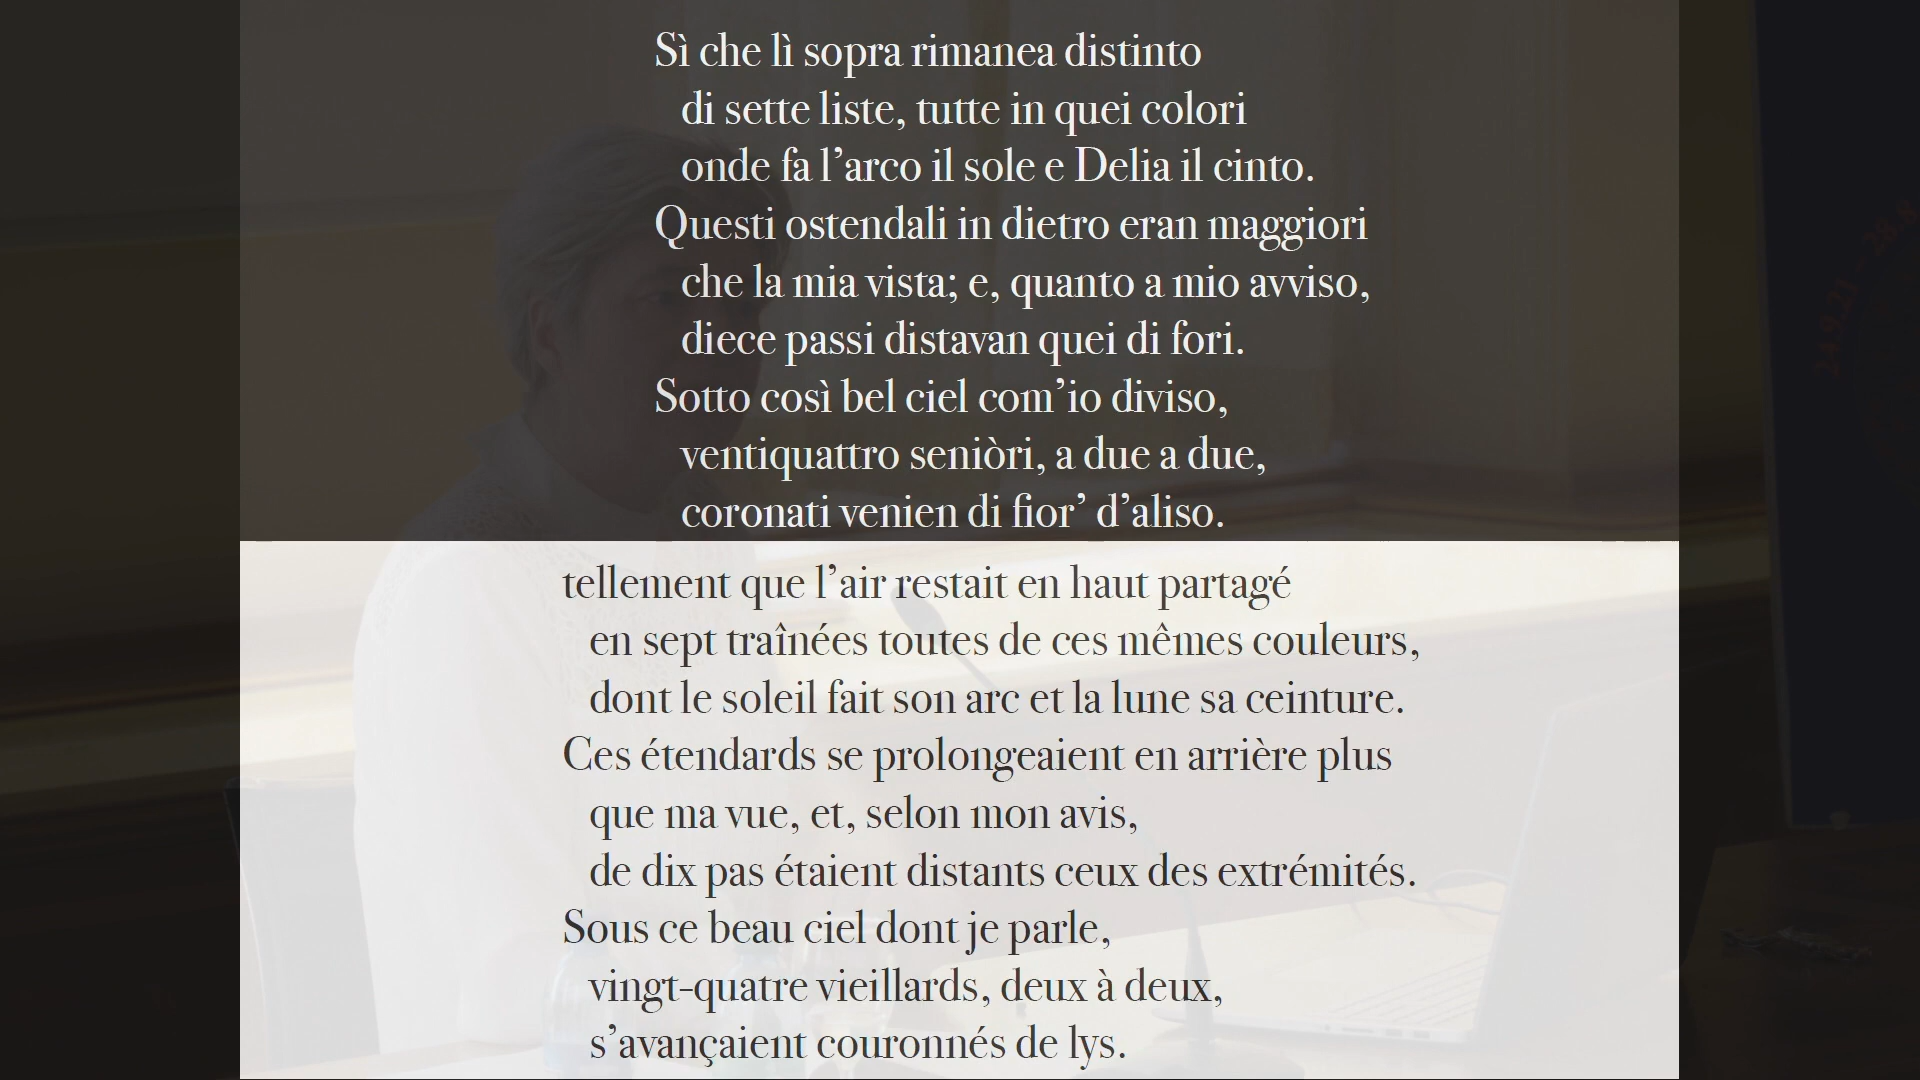 Sì che lì sopra rimanea distinto
di sette liste, tutte in quei colori
onde fa l’arco il sole e Delia il cinto.
Questi ostendali in dietro eran maggiori
che la mia vista; e, quanto a mio avviso,
diece passi distavan quei di fori.
Sotto così bel ciel com’io diviso,
ventiquattro seniòri, a due a due,
coronati venien di fior’ d’aliso.
tellement que l’air restait en haut partagé
en sept traînées toutes de ces mêmes couleurs,
dont le soleil fait son arc et la lune sa ceinture.
Ces étendards se prolongeaient en arrière plus
que ma vue, et, selon mon avis,
de dix pas étaient distants ceux des extrémités.
Sous ce beau ciel dont je parle,
vingt-quatre vieillards, deux à deux,
s’avançaient couronnés de lys.